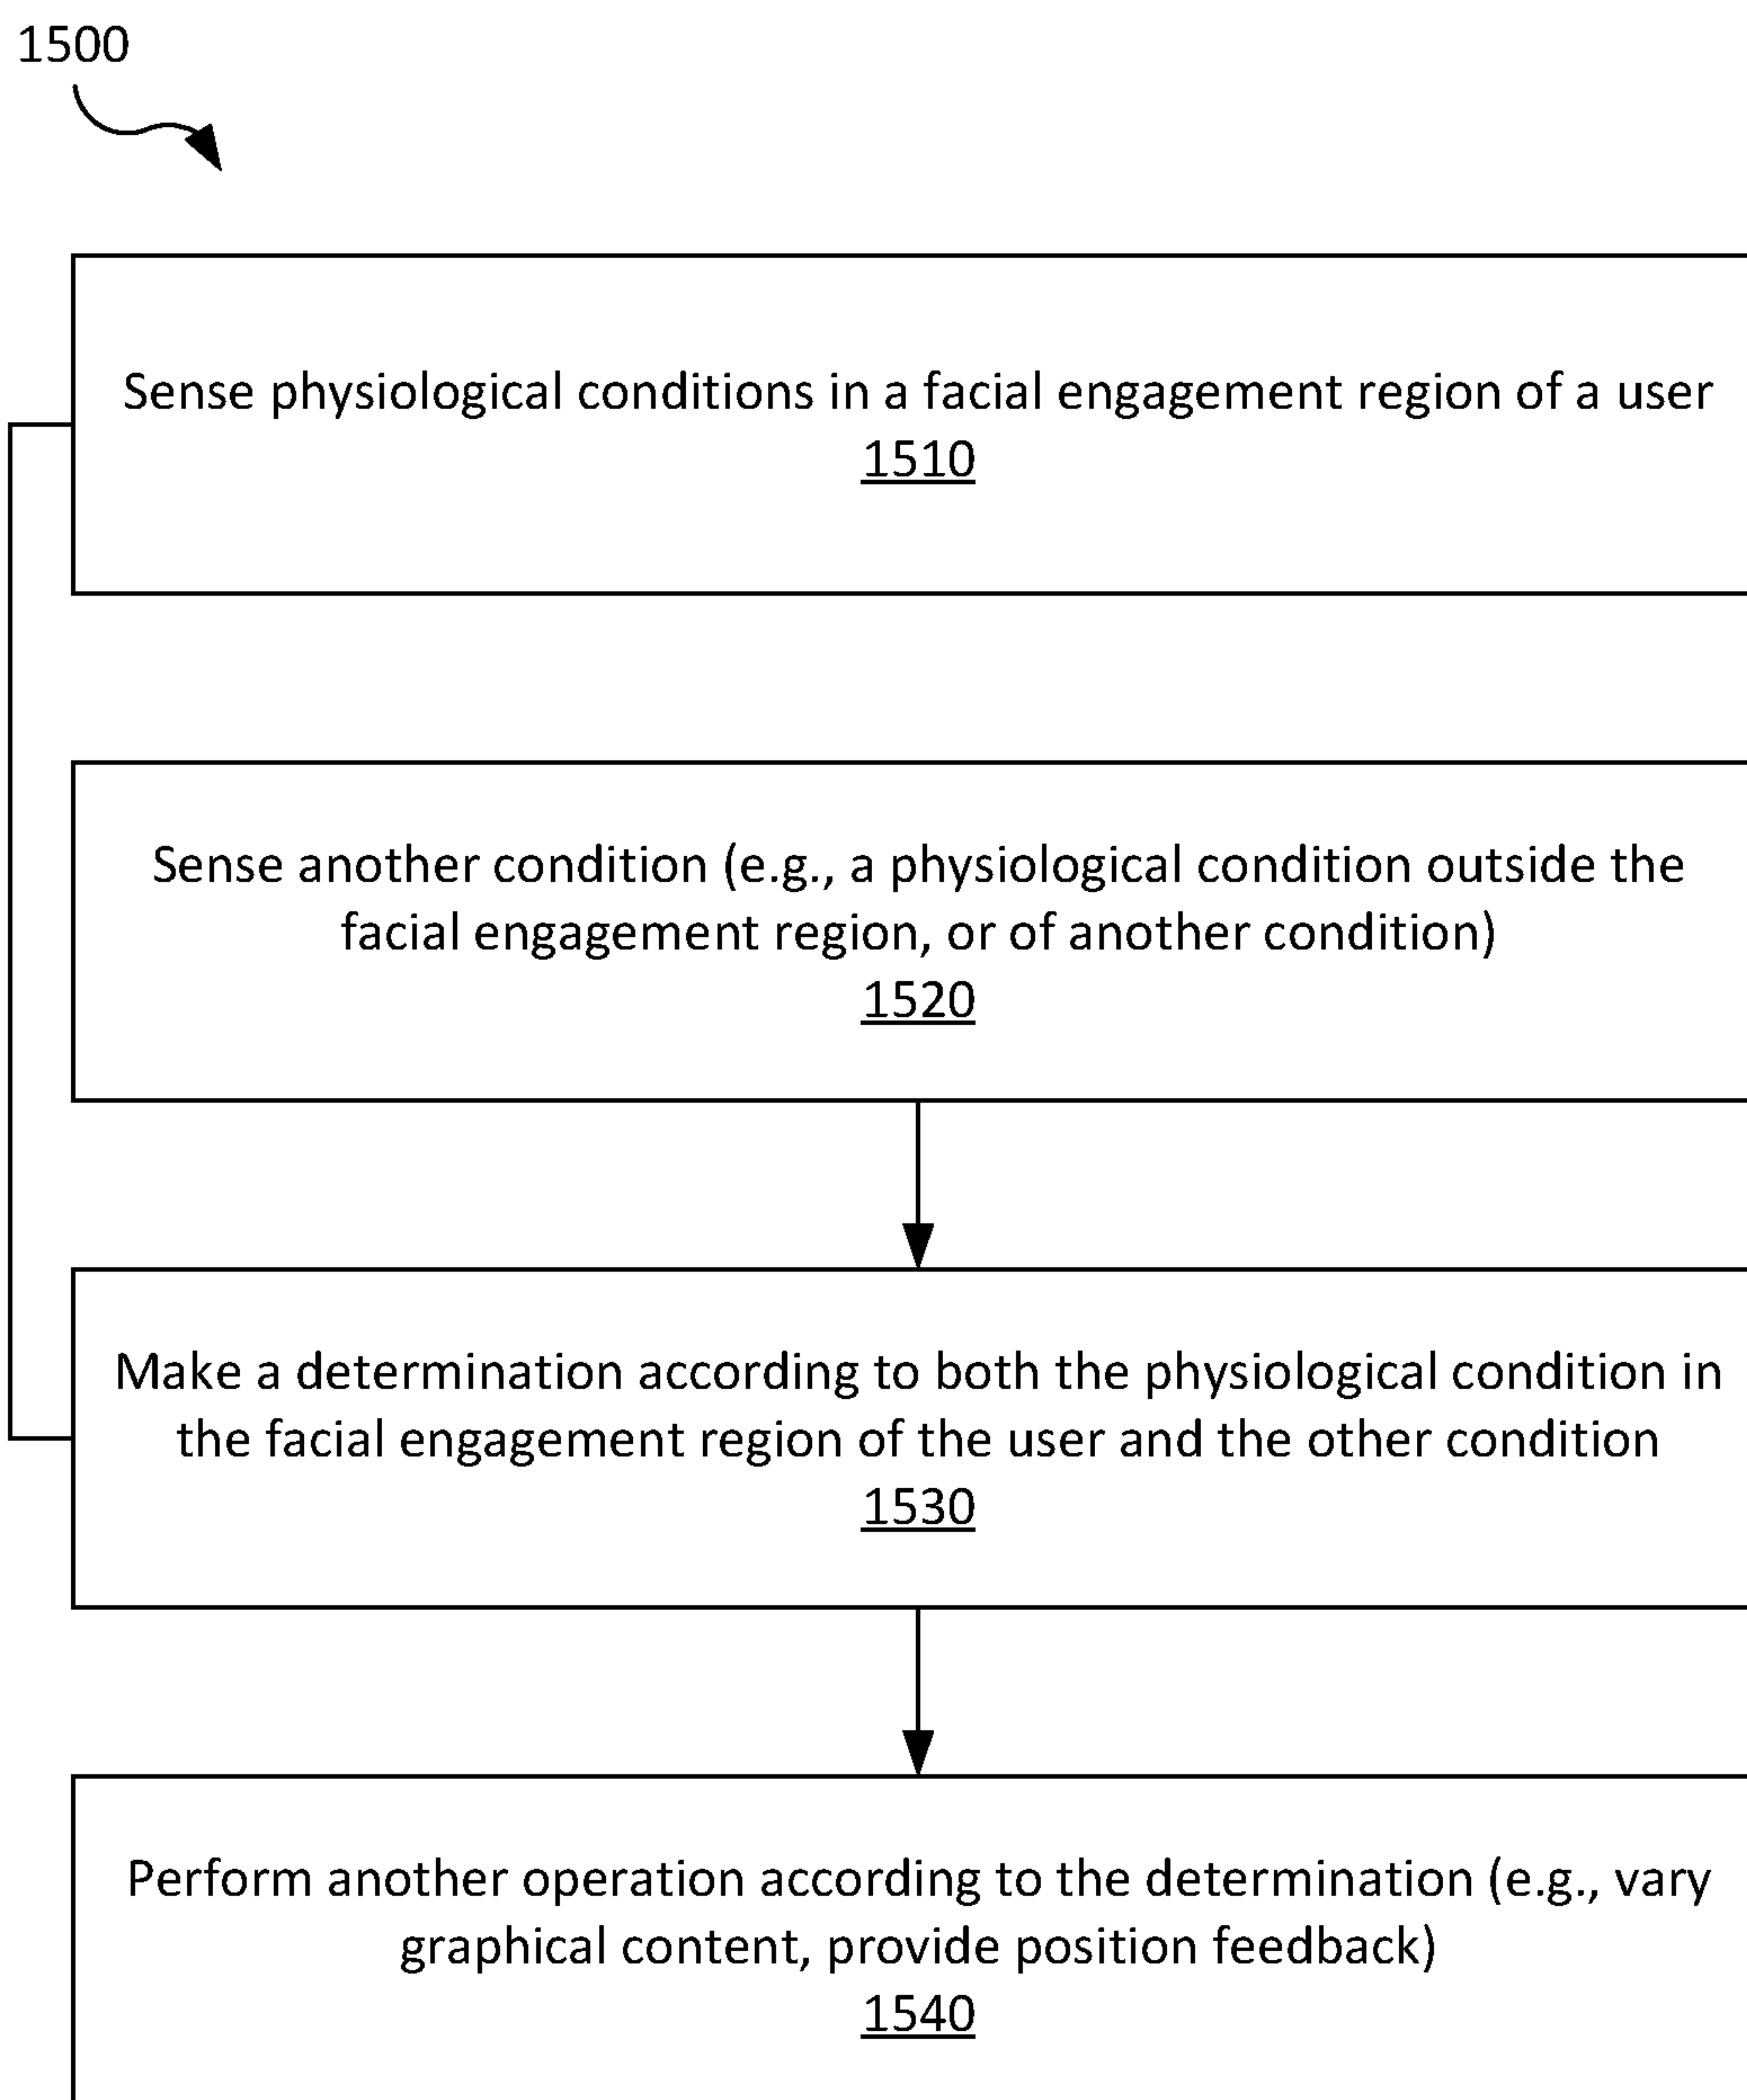 1500
Sense physiological conditions in a facial engagement region of a user
1510
Sense another condition (e.g., a physiological condition outside the
facial engagement region, or of another condition)
1520
Make a determination according to both the physiological condition in
the facial engagement region of the user and the other condition
1530
Perform another operation according to the determination (e.g., vary
graphical content, provide position feedback)
1540